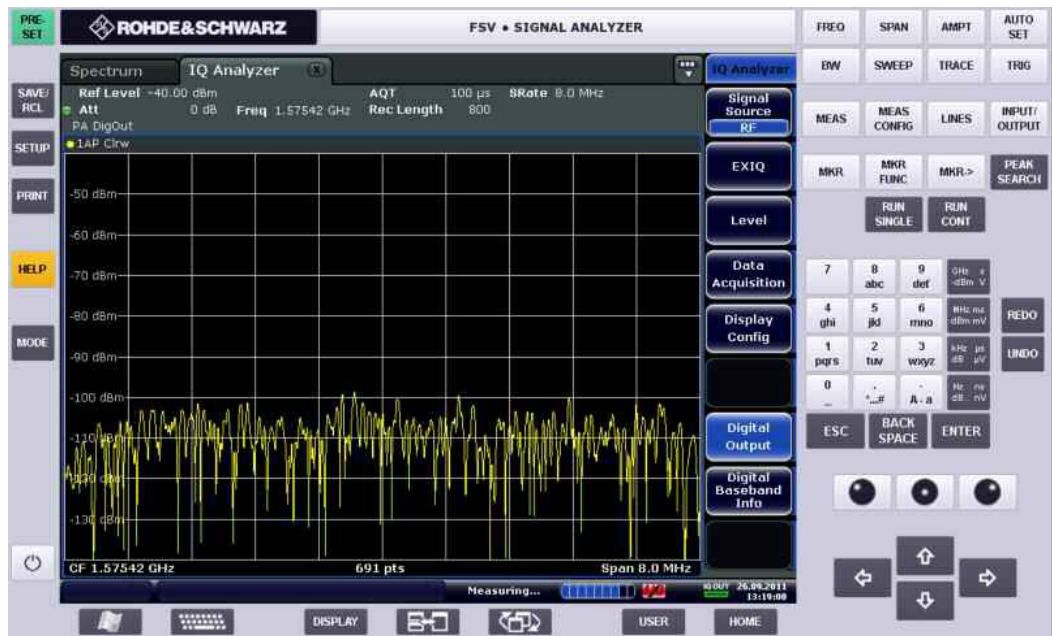 PRE-SET
ROHDE&SCHWARZ
FSV • SIGNAL ANALYZER
FREQ SPAN AMPT AUTO SET
Spectrum IQ Analyzer
IQ Analyzer
BW SWEEP TRACE TRIG
SAVE/ RCL
Ref Level -40.00 dBm AQT 100 µs SRate 8.0 MHz
Att 0 dB Freq 1.57542 GHz Rec Length 800
PA DigOut
1AP Clrw
Signal Source
RF
MEAS MEAS CONFIG LINES INPUT/ OUTPUT
SETUP
EXIQ
MKR MKR FUNC MKR-> PEAK SEARCH
PRINT
RUN SINGLE RUN CONT
-50 dBm
-60 dBm
-70 dBm
-80 dBm
-90 dBm
-100 dBm
-110 dBm
-120 dBm
-130 dBm
Level
HELP
Data Acquisition
7 8 abc 9 def GHz s -dBm V
Display Config
4 ghi 5 jkl 6 mno MHz ms dBm mV REDO
MODE
1 pqrs 2 tuv 3 wxyz kHz µs dB µV UNDO
0 _ . *...# - A-a Hz ns dB.. nV
Digital Output
ESC BACK SPACE ENTER
Digital Baseband Info
CF 1.57542 GHz 691 pts Span 8.0 MHz
Measuring...
IQ OUT 26.09.2011
13:19:00
DISPLAY USER HOME